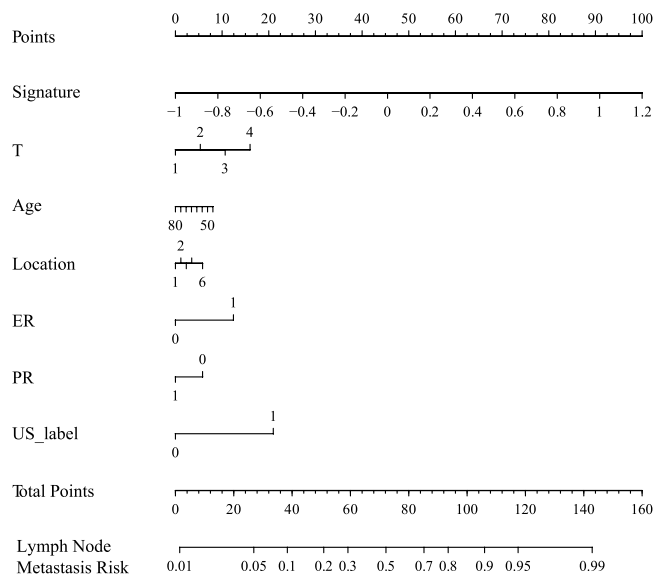 0 10 20 30 40 50 60 70 80 90 100
Points
Signature
−1 −0.8 −0.6 −0.4 −0.2 0 0.2 0.4 0.6 0.8 1 1.2
2 4
T
1 3
Age
80 50
2
Location
1 6
1
ER
0
0
PR
1
1
US_label
0
Total Points
0 20 40 60 80 100 120 140 160
Lymph Node
Metastasis Risk 0.01 0.05 0.1 0.2 0.3 0.5 0.7 0.8 0.9 0.95 0.99